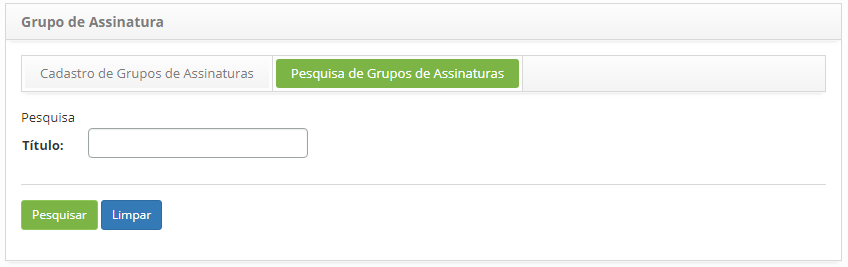 Grupo de Assinatura
Cadastro de Grupos de Assinaturas Pesquisa de Grupos de Assinaturas
Pesquisa
Título:
Pesquisar Limpar